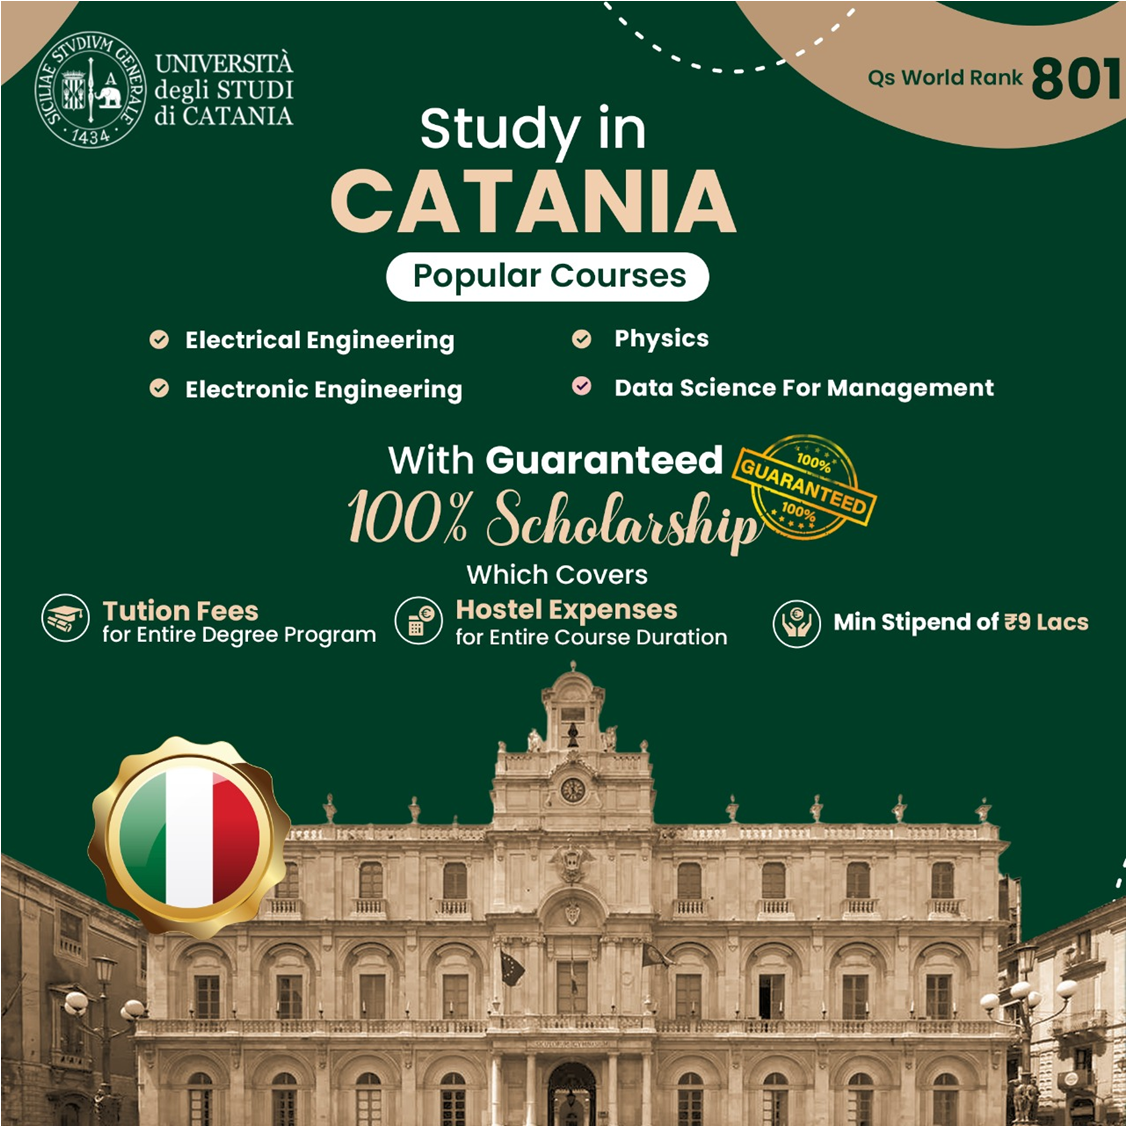 SICILIAE STVDIVM GENERALE
· 1434 ·
A
UNIVERSITÀ
degli STUDI
di CATANIA
Qs World Rank 801
Study in
CATANIA
Popular Courses
Electrical Engineering
Physics
Electronic Engineering
Data Science For Management
With Guaranteed
100% Scholarship
100%
GUARANTEED
100%
Which Covers
Tution Fees
for Entire Degree Program
Hostel Expenses
for Entire Course Duration
Min Stipend of ₹9 Lacs